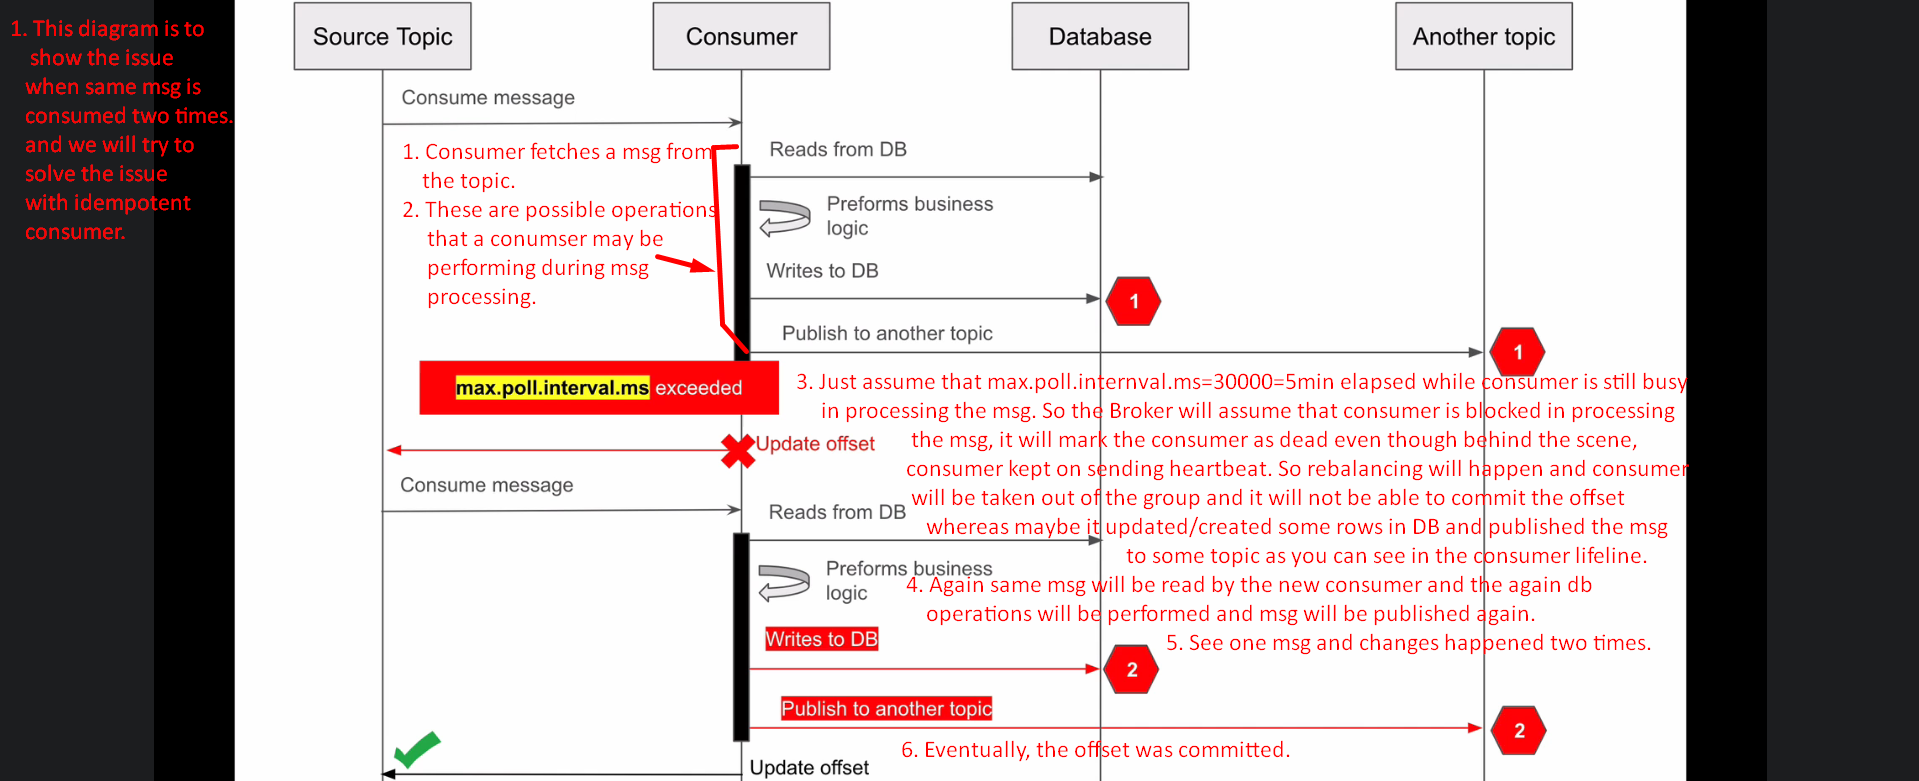 1. This diagram is to
show the issue
when same msg is
consumed two times.
and we will try to
solve the issue
with idempotent
consumer.
Source Topic
Consumer
Database
Another topic
Consume message
1. Consumer fetches a msg from
the topic.
2. These are possible operations
that a conumser may be
performing during msg
processing.
Reads from DB
Preforms business
logic
Writes to DB
1
Publish to another topic
1
max.poll.interval.ms exceeded
3. Just assume that max.poll.internval.ms=30000=5min elapsed while consumer is still busy
in processing the msg. So the Broker will assume that consumer is blocked in processing
the msg, it will mark the consumer as dead even though behind the scene,
consumer kept on sending heartbeat. So rebalancing will happen and consumer
will be taken out of the group and it will not be able to commit the offset
whereas maybe it updated/created some rows in DB and published the msg
to some topic as you can see in the consumer lifeline.
Update offset
Consume message
Reads from DB
Preforms business
logic
4. Again same msg will be read by the new consumer and the again db
operations will be performed and msg will be published again.
5. See one msg and changes happened two times.
Writes to DB
2
Publish to another topic
2
6. Eventually, the offset was committed.
Update offset